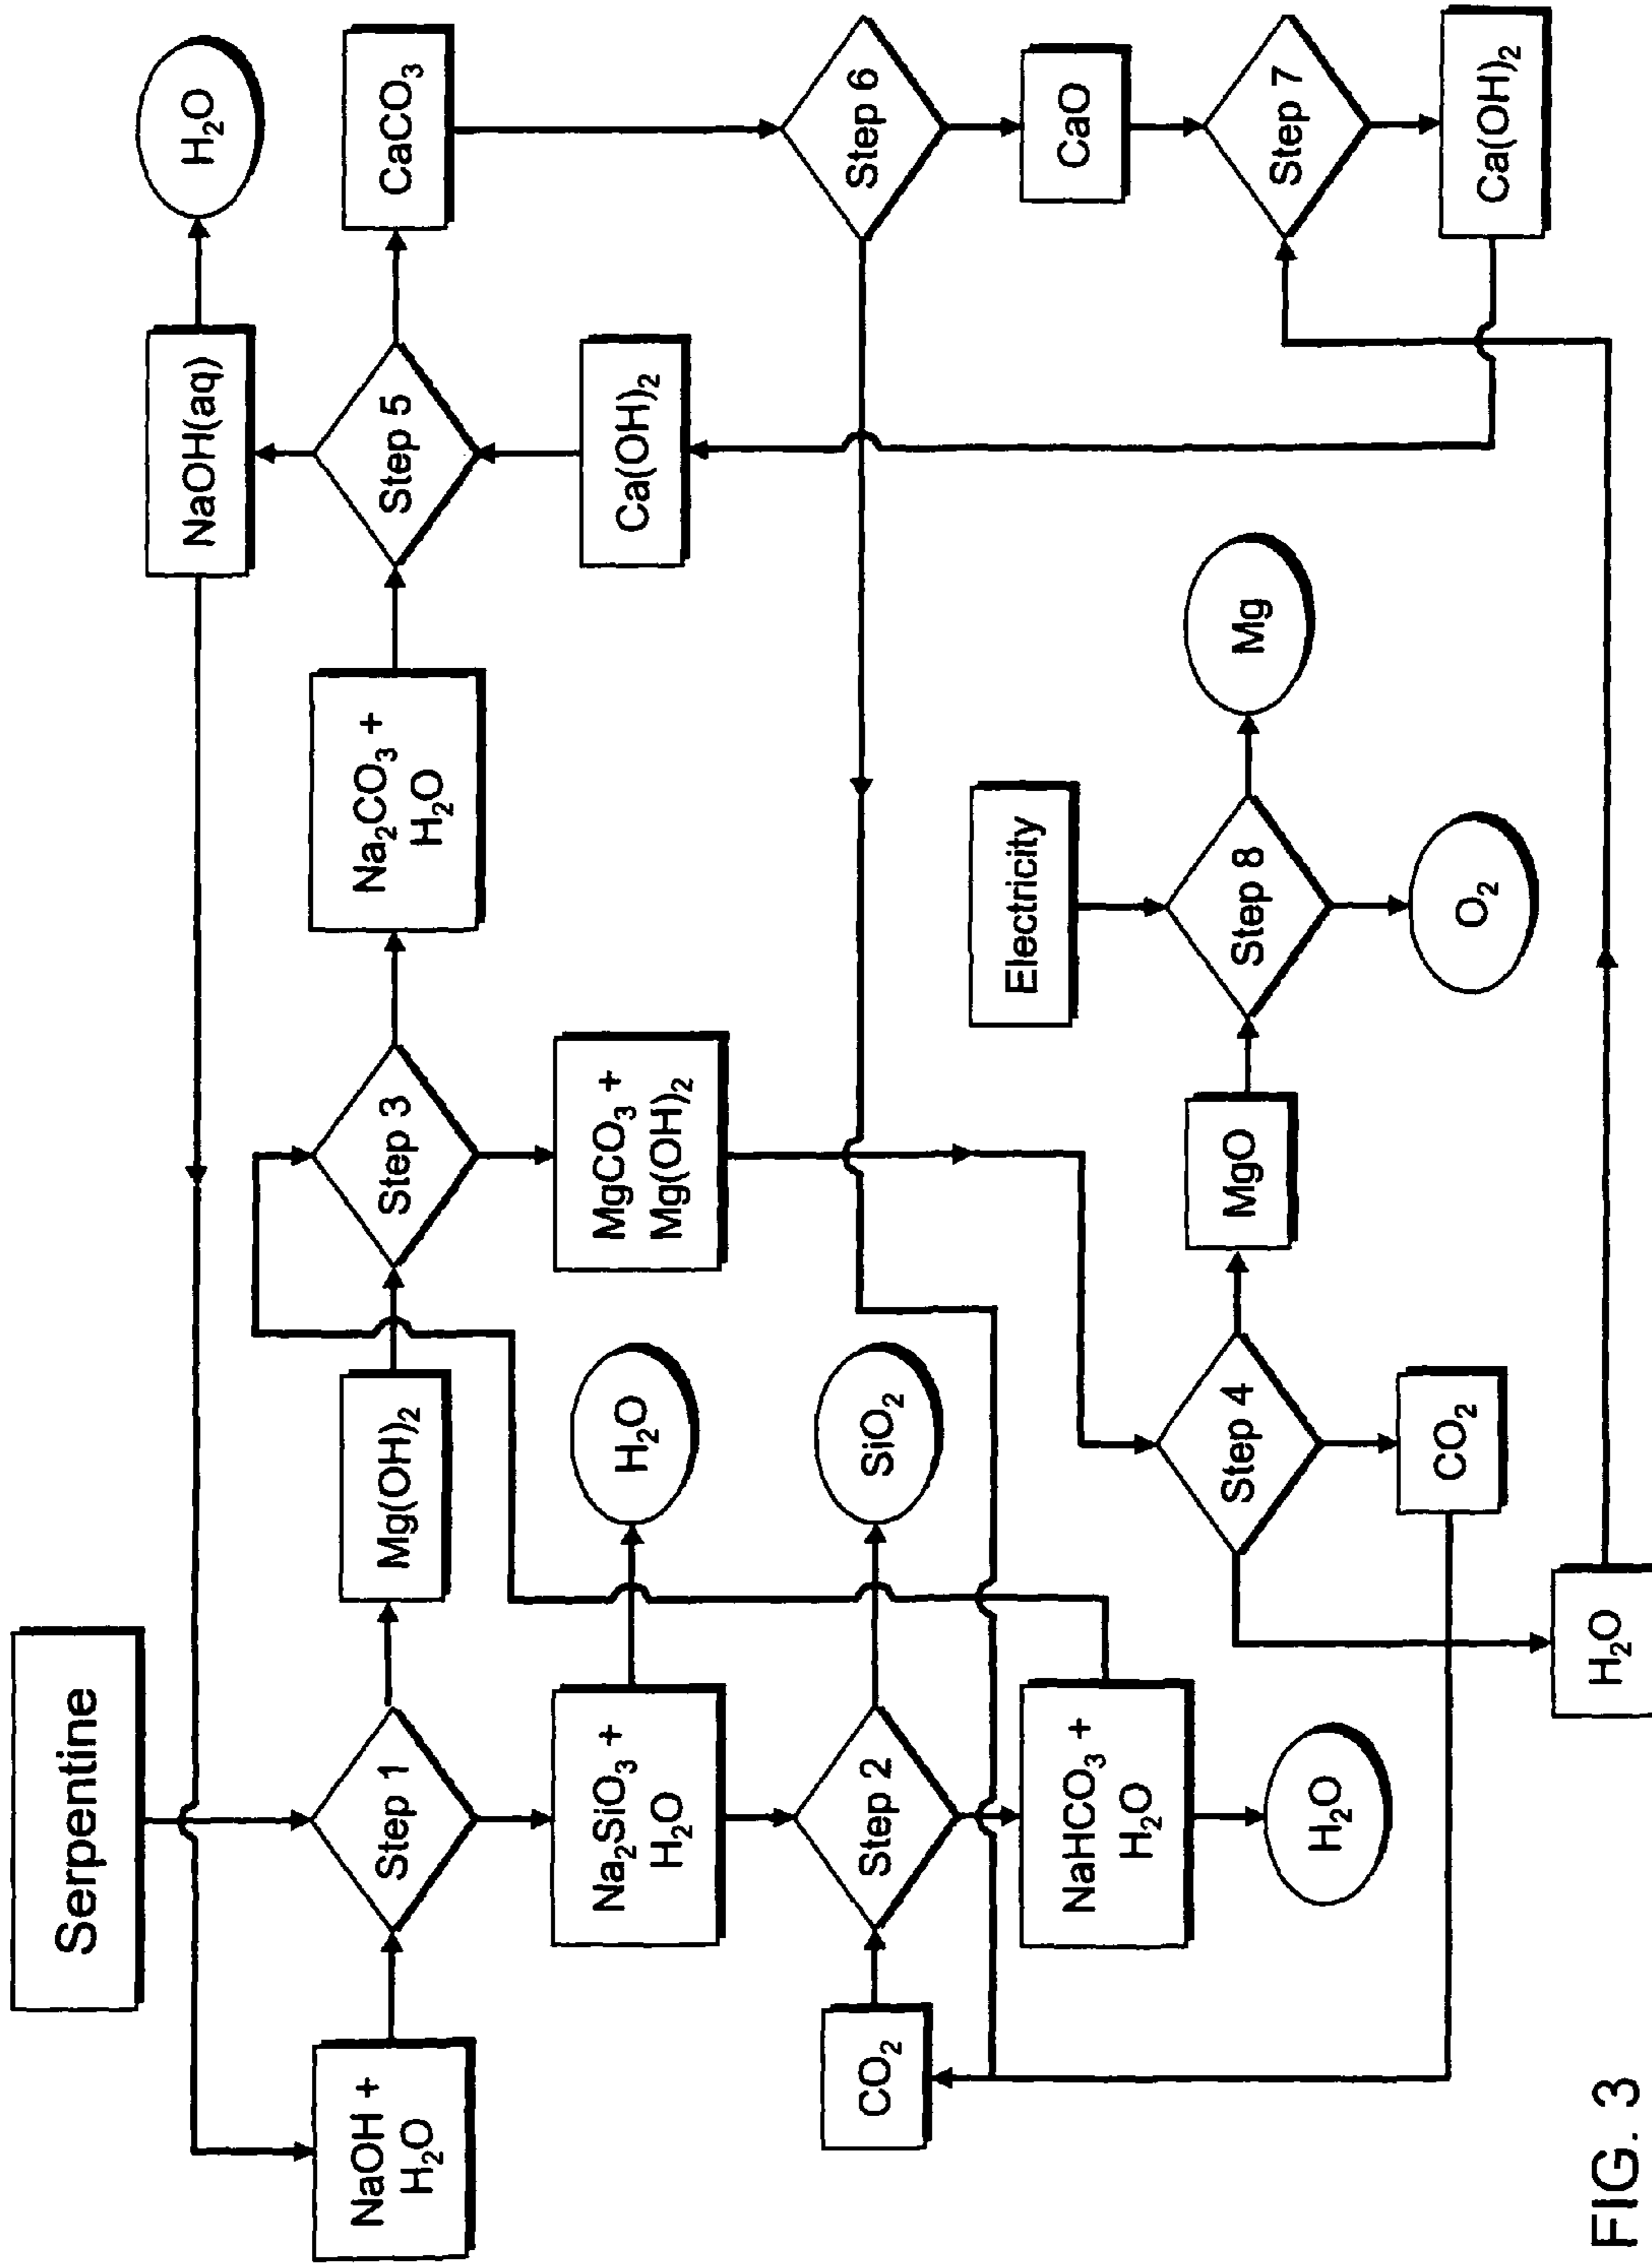 Serpentine
NaOH +
H₂O
Step 1
Mg(OH)₂
Step 3
Na₂CO₃ +
H₂O
Step 5
NaOH(aq)
H₂O
CaCO₃
Na₂SiO₃ +
H₂O
H₂O
MgCO₃ +
Mg(OH)₂
Ca(OH)₂
CO₂
Step 2
SiO₂
Step 6
NaHCO₃ +
H₂O
Electricity
CaO
H₂O
Step 4
MgO
Step 8
Mg
Step 7
CO₂
O₂
Ca(OH)₂
H₂O
FIG. 3